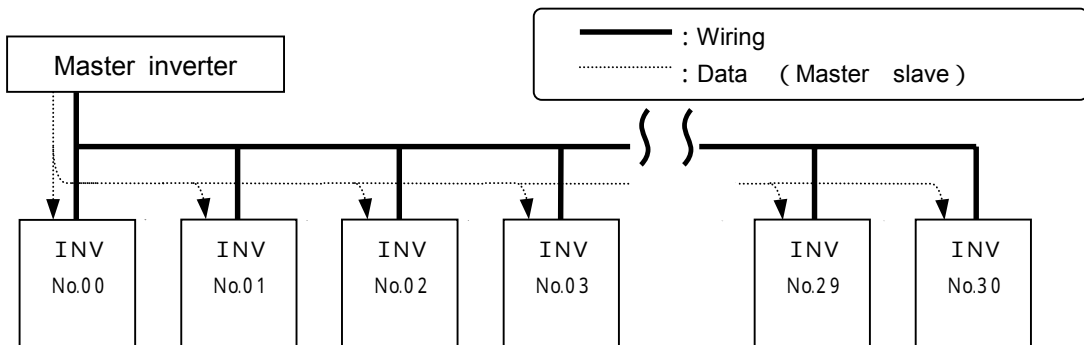 Master inverter
: Wiring
: Data （Master slave）
INV
No.00
INV
No.01
INV
No.02
INV
No.03
INV
No.29
INV
No.30